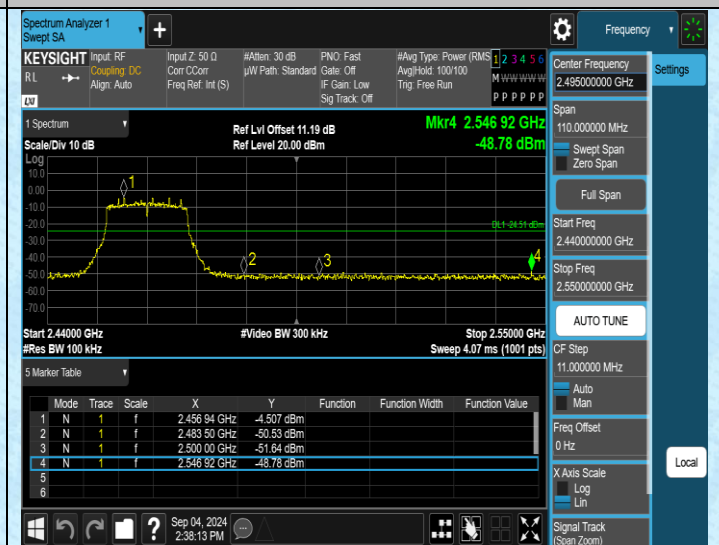 Spectrum Analyzer 1
Swept SA
+
Frequency
KEYSIGHT
R L
LXI
Input: RF
Coupling: DC
Align: Auto
Input Z: 50 Ω
Corr CCorr
Freq Ref: Int (S)
#Atten: 30 dB
µW Path: Standard
PNO: Fast
Gate: Off
IF Gain: Low
Sig Track: Off
#Avg Type: Power (RMS
Avg|Hold: 100/100
Trig: Free Run
1 2 3 4 5 6
M W W W W W
P P P P P P
1 Spectrum
Scale/Div 10 dB
Ref Lvl Offset 11.19 dB
Ref Level 20.00 dBm
Mkr4 2.546 92 GHz
-48.78 dBm
Log
10.0
0.00
-10.0
-20.0
-30.0
-40.0
-50.0
-60.0
-70.0
1
2
3
4
DL1 -24.51 dBm
Start 2.44000 GHz
#Res BW 100 kHz
#Video BW 300 kHz
Stop 2.55000 GHz
Sweep 4.07 ms (1001 pts)
5 Marker Table
Mode Trace Scale X Y Function Function Width Function Value
1 N 1 f 2.456 94 GHz -4.507 dBm
2 N 1 f 2.483 50 GHz -50.53 dBm
3 N 1 f 2.500 00 GHz -51.64 dBm
4 N 1 f 2.546 92 GHz -48.78 dBm
5
6
?
Sep 04, 2024
2:38:13 PM
Center Frequency
2.495000000 GHz
Span
110.000000 MHz
Swept Span
Zero Span
Full Span
Start Freq
2.440000000 GHz
Stop Freq
2.550000000 GHz
AUTO TUNE
CF Step
11.000000 MHz
Auto
Man
Freq Offset
0 Hz
X Axis Scale
Log
Lin
Signal Track
(Span Zoom)
Settings
Local